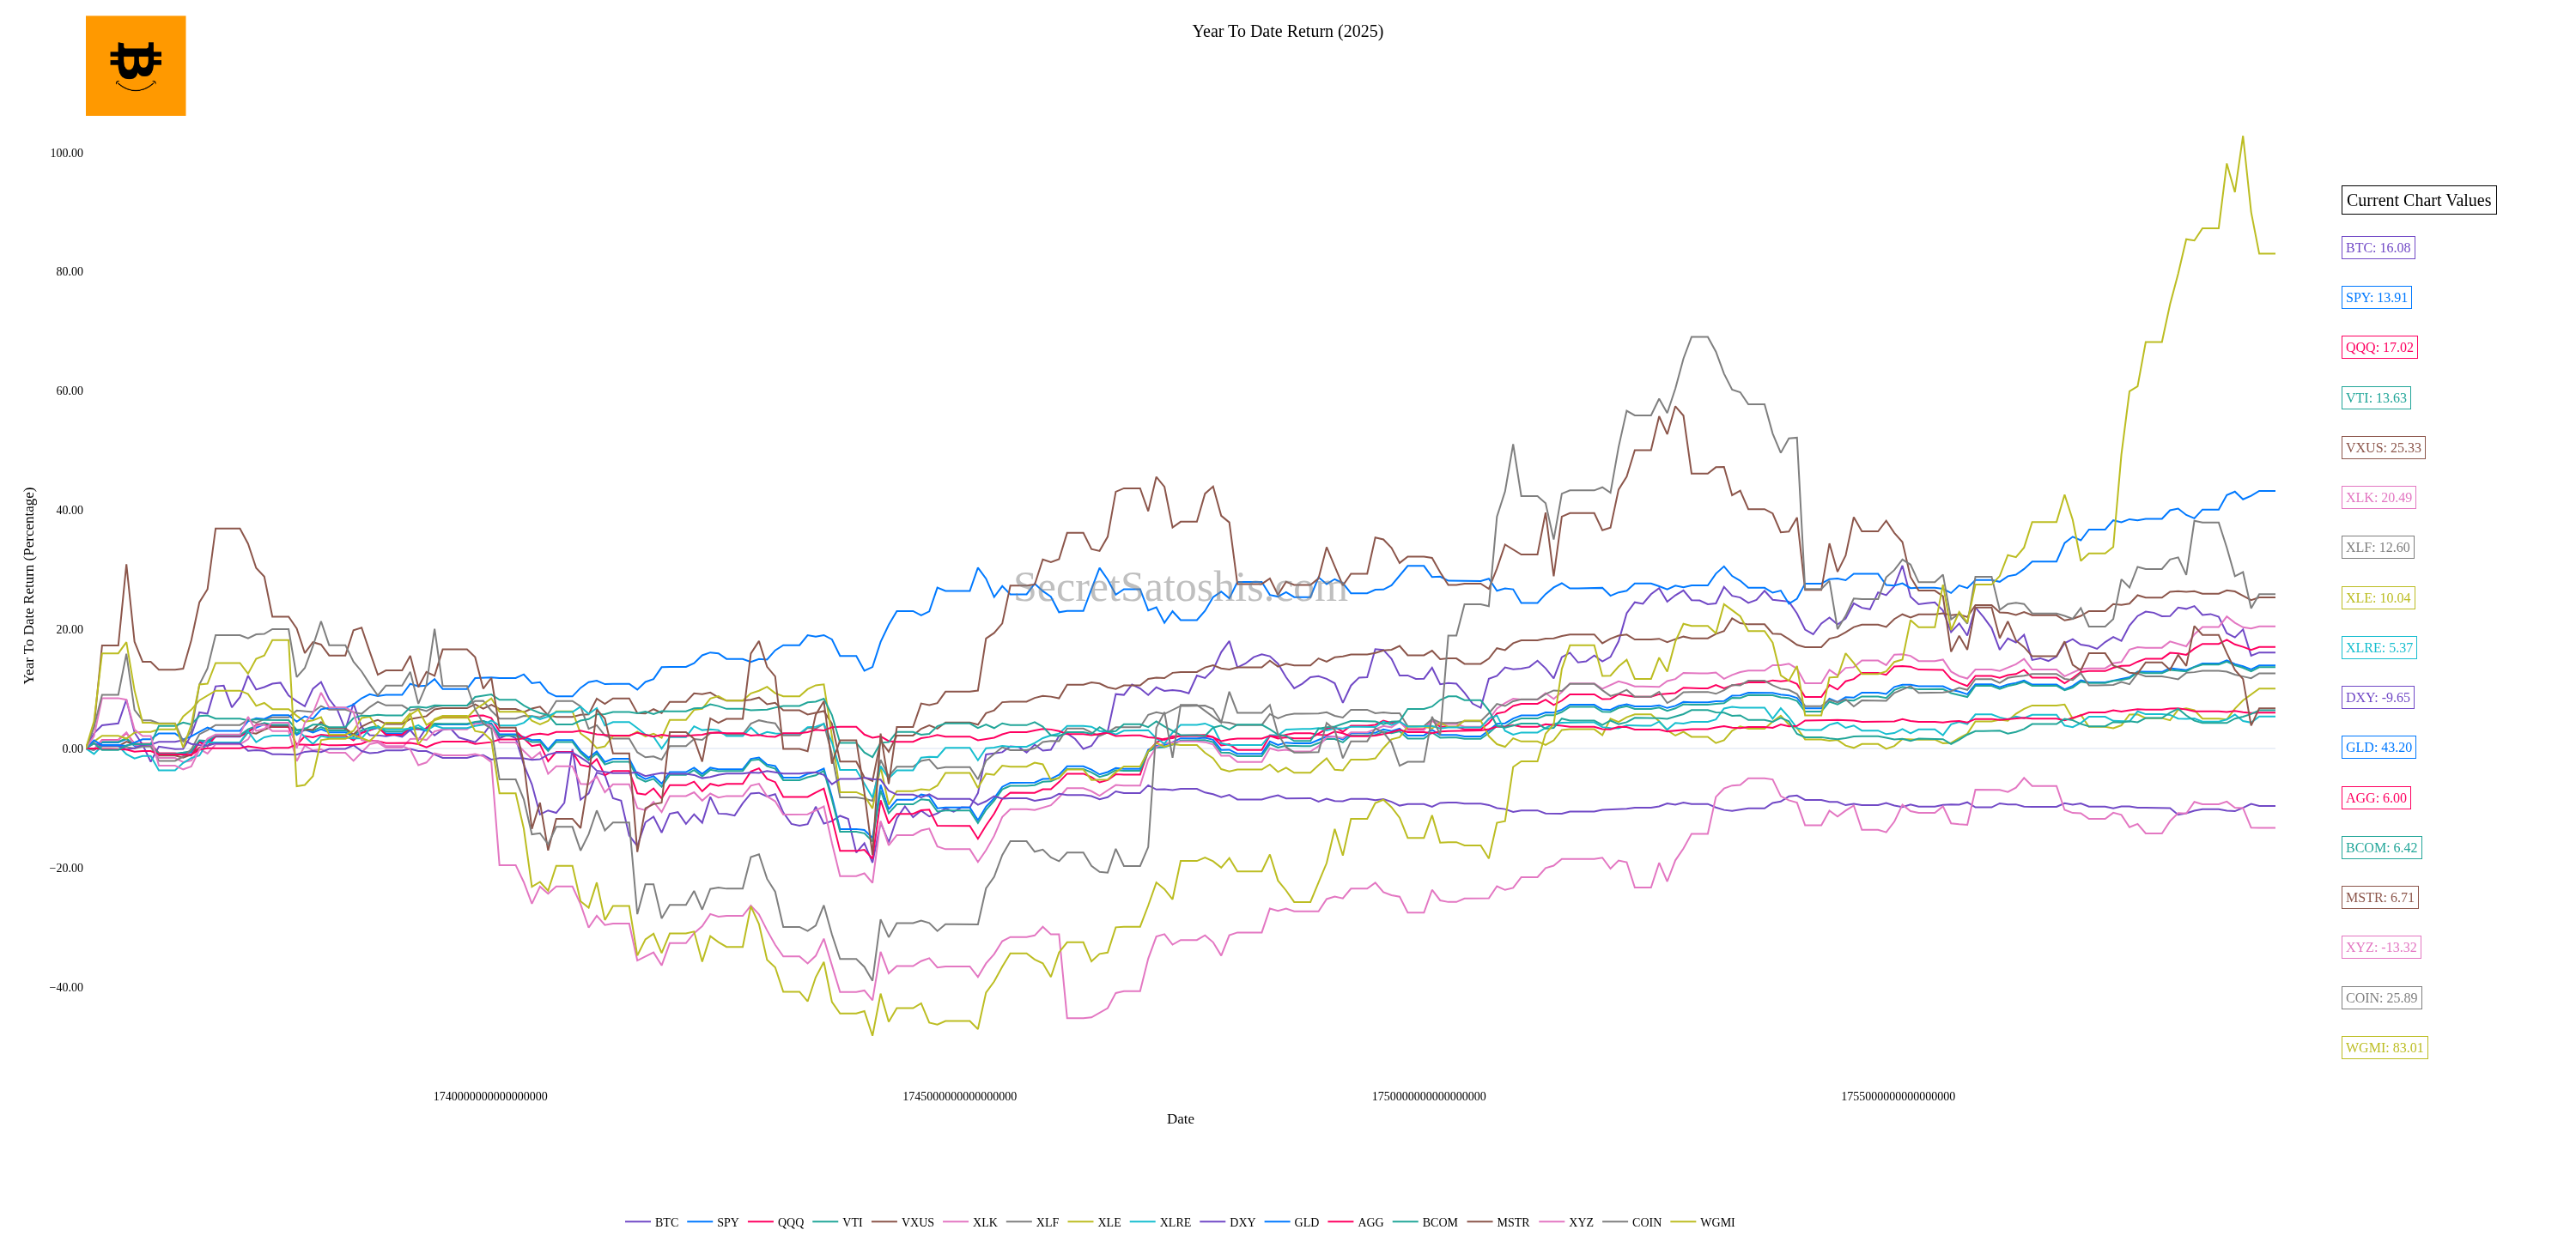 Year To Date Return (2025)
100.00
80.00
60.00
40.00
20.00
0.00
−20.00
−40.00
Year To Date Return (Percentage)
SecretSatoshis.com
1740000000000000
1745000000000000
1750000000000000
1755000000000000
Date
Current Chart Values
BTC: 16.08
SPY: 13.91
QQQ: 17.02
VTI: 13.63
VXUS: 25.33
XLK: 20.49
XLF: 12.60
XLE: 10.04
XLRE: 5.37
DXY: -9.65
GLD: 43.20
AGG: 6.00
BCOM: 6.42
MSTR: 6.71
XYZ: -13.32
COIN: 25.89
WGMI: 83.01
BTC SPY QQQ VTI VXUS XLK XLF XLE XLRE DXY GLD AGG BCOM MSTR XYZ COIN WGMI